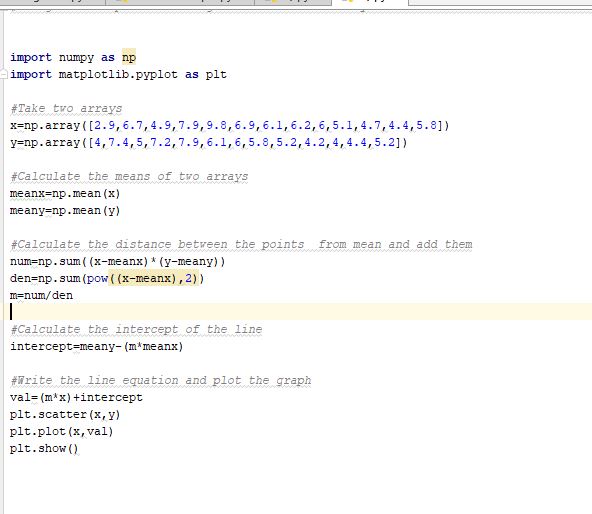 import numpy as np
import matplotlib.pyplot as plt
#Take two arrays
x=np.array([2.9,6.7,4.9,7.9,9.8,6.9,6.1,6.2,6,5.1,4.7,4.4,5.8])
y=np.array([4,7.4,5,7.2,7.9,6.1,6,5.8,5.2,4.2,4,4.4,5.2])
#Calculate the means of two arrays
meanx=np.mean(x)
meany=np.mean(y)
#Calculate the distance between the points  from mean and add them
num=np.sum((x-meanx)*(y-meany))
den=np.sum(pow((x-meanx),2))
m=num/den
#Calculate the intercept of the line
intercept=meany-(m*meanx)
#Write the line equation and plot the graph
val=(m*x)+intercept
plt.scatter(x,y)
plt.plot(x,val)
plt.show()